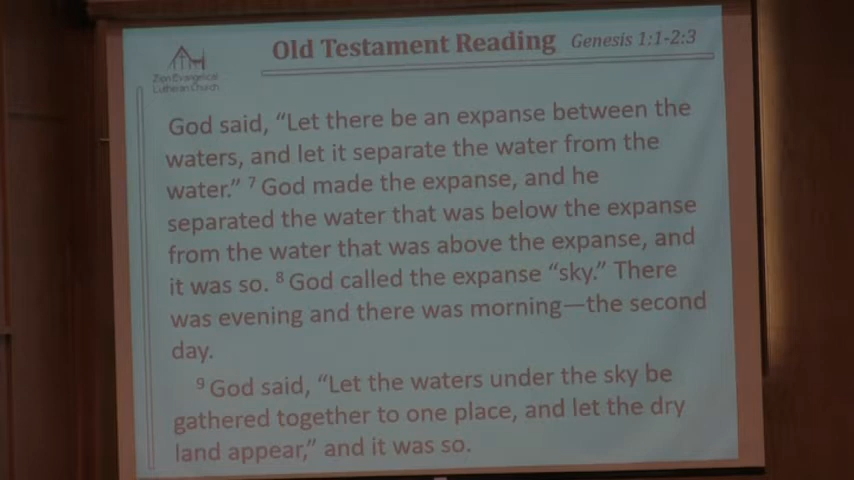 Old Testament Reading Genesis 1:1-2:3
Zion Evangelical
Lutheran Church
God said, “Let there be an expanse between the
waters, and let it separate the water from the
water.” 7 God made the expanse, and he
separated the water that was below the expanse
from the water that was above the expanse, and
it was so. 8 God called the expanse “sky.” There
was evening and there was morning—the second
day.
9 God said, “Let the waters under the sky be
gathered together to one place, and let the dry
land appear,” and it was so.